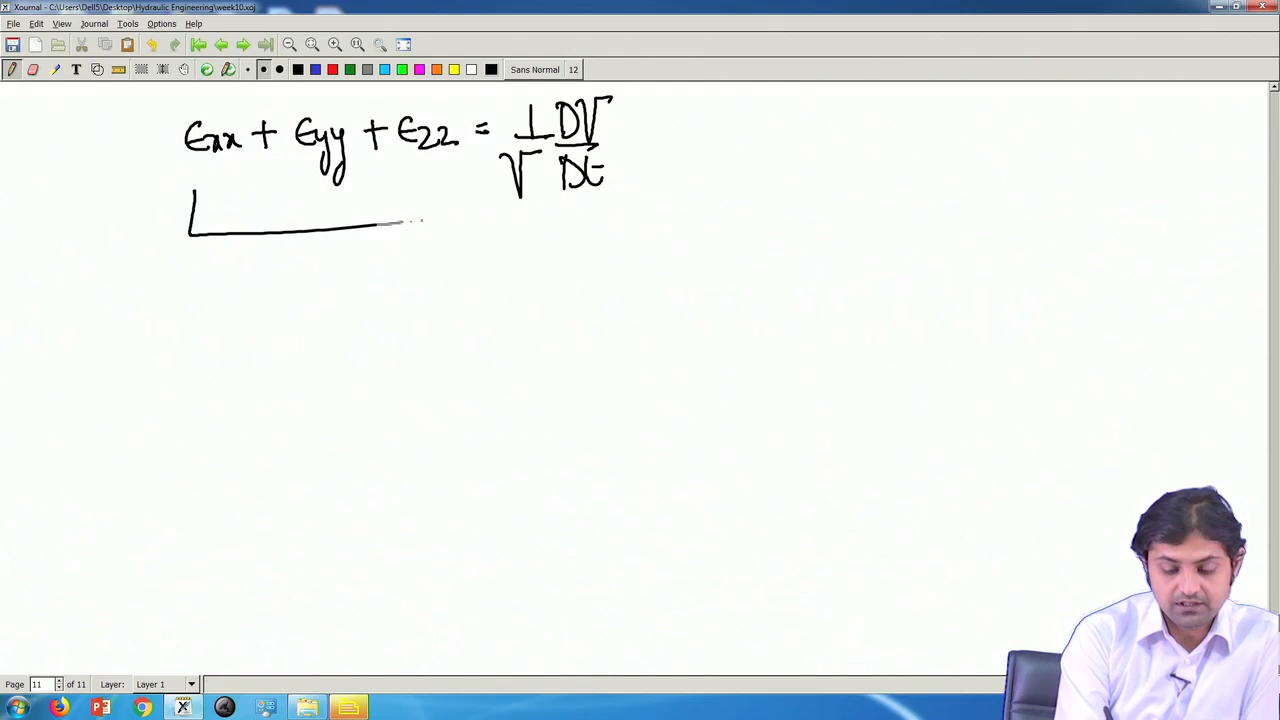 Xournal - C:\Users\Dell5\Desktop\Hydraulic Engineering\week10.xoj
File Edit View Journal Tools Options Help
Sans Normal 12
ϵxx + ϵyy + ϵzz = 1/V DV/Dt
Page 11 of 11 Layer: Layer 1